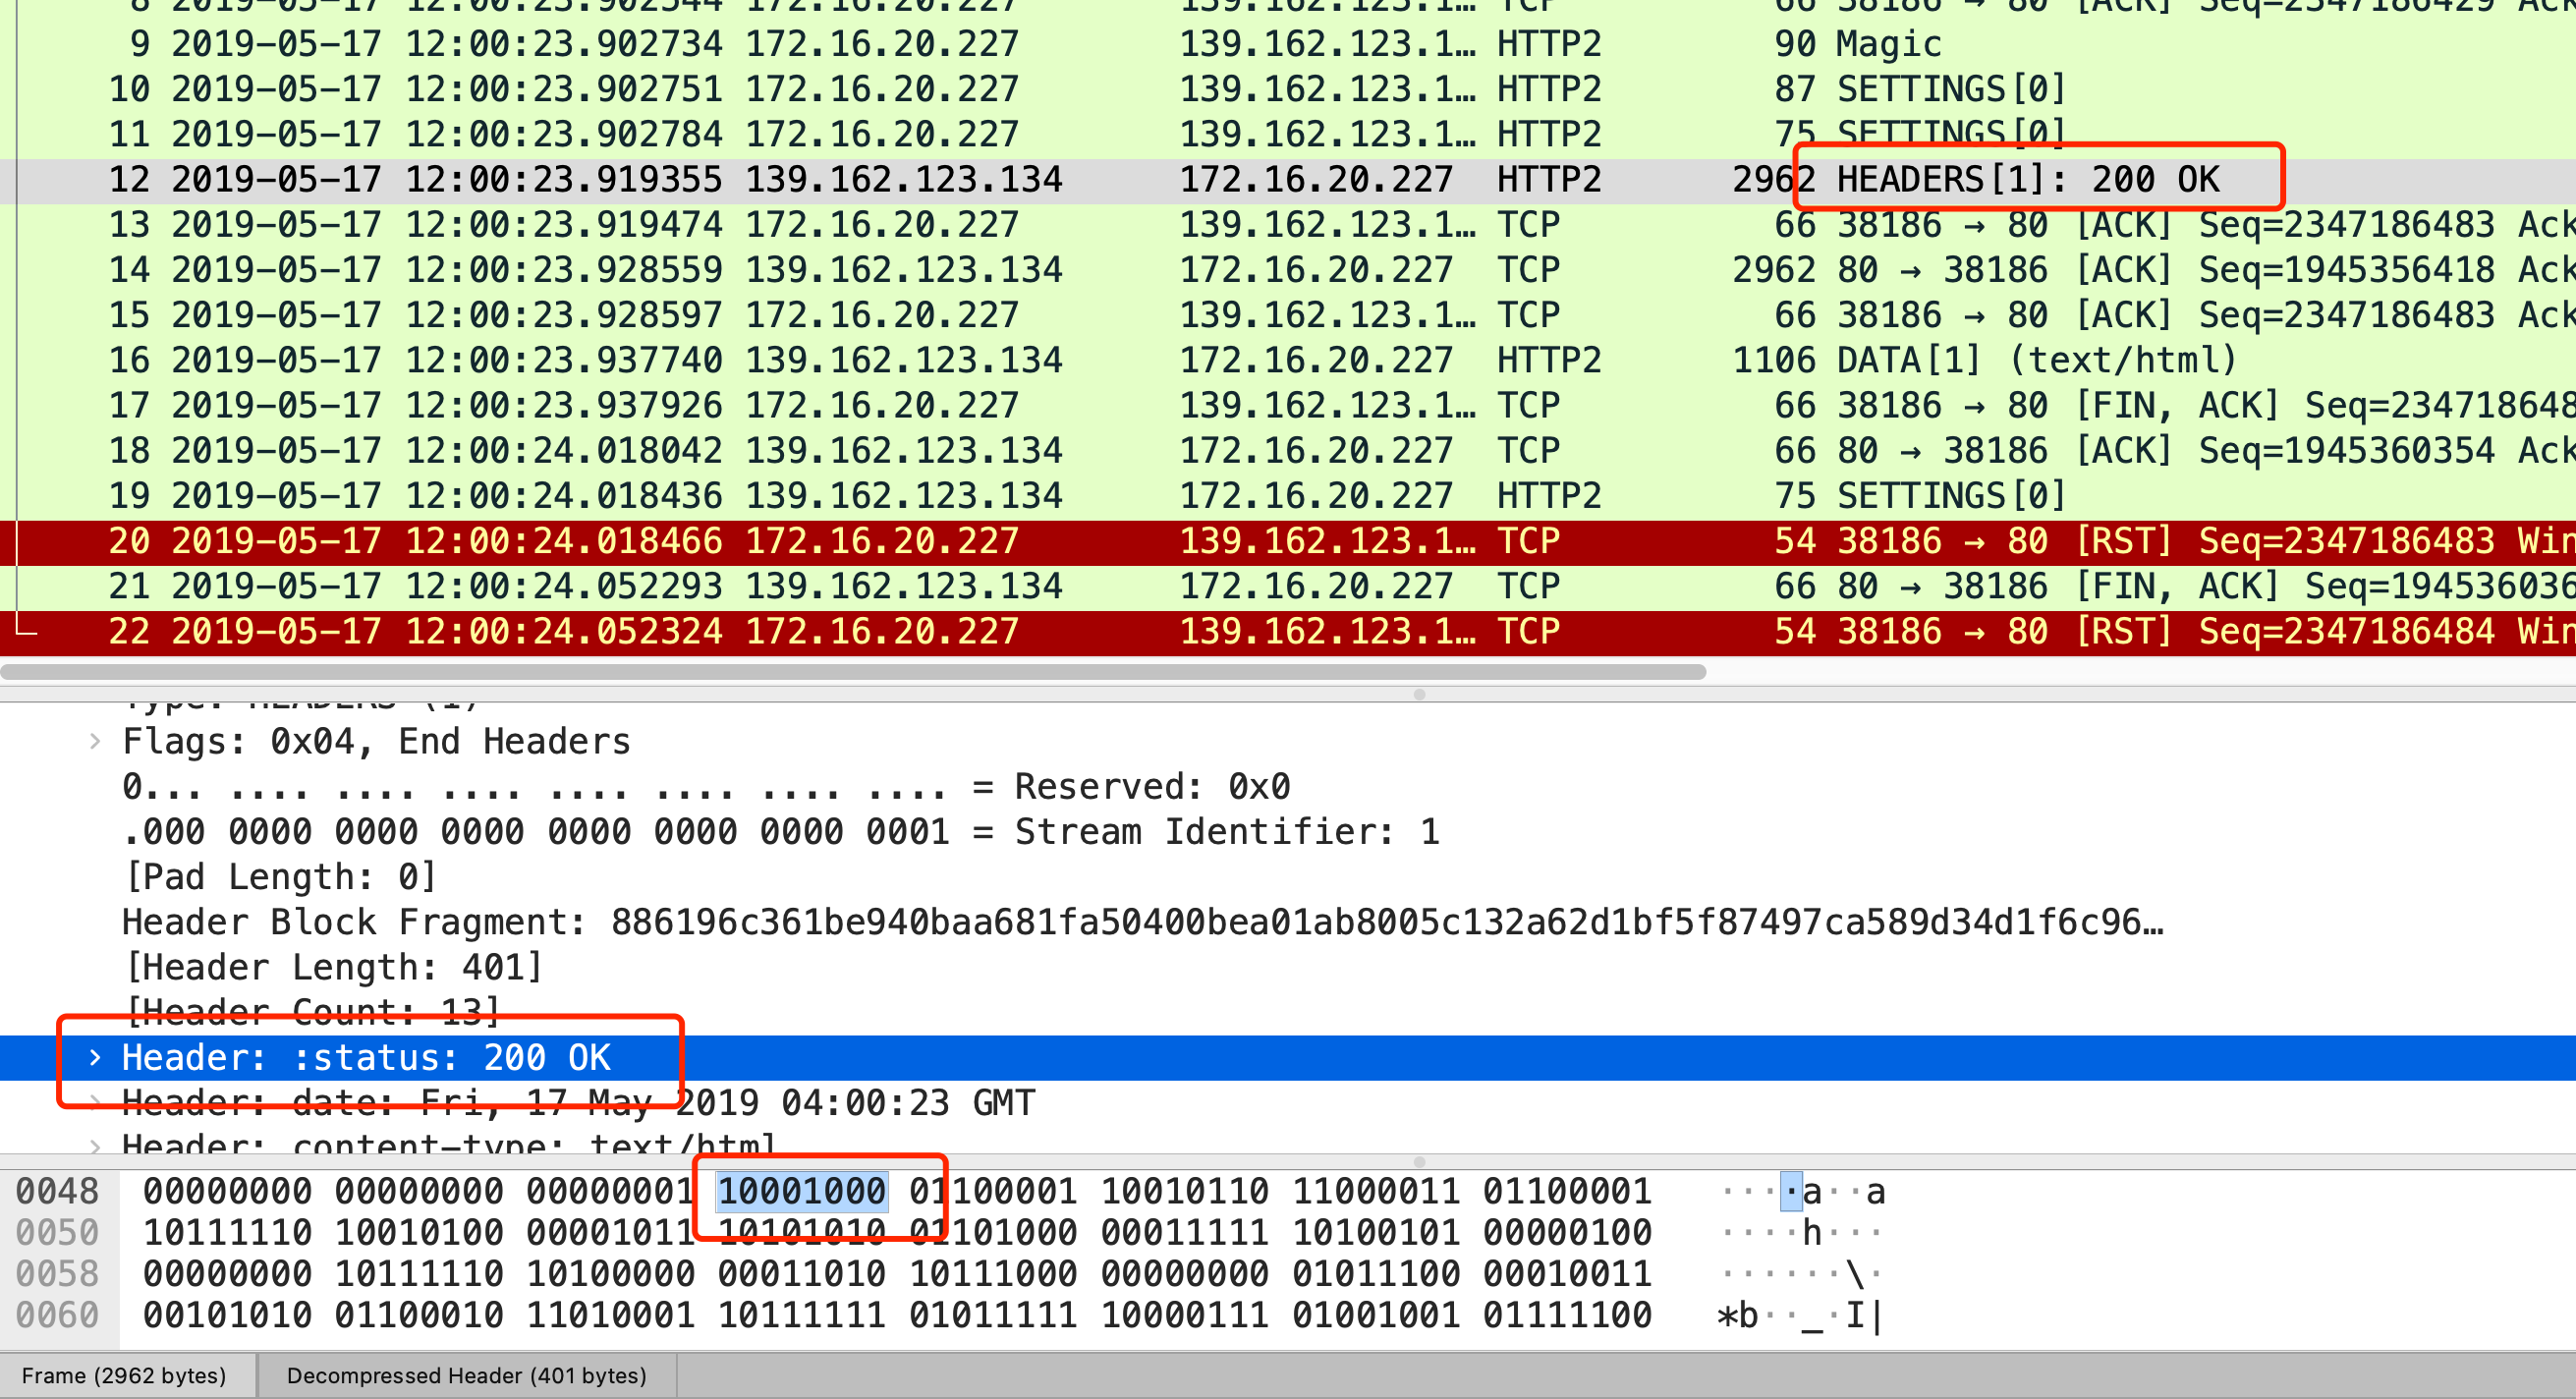 8 2019-05-17 12:00:23.902544 172.16.20.227 139.162.123.1… TCP 66 38186 → 80 [ACK] Seq=2347186429 Ack
9 2019-05-17 12:00:23.902734 172.16.20.227 139.162.123.1… HTTP2 90 Magic
10 2019-05-17 12:00:23.902751 172.16.20.227 139.162.123.1… HTTP2 87 SETTINGS[0]
11 2019-05-17 12:00:23.902784 172.16.20.227 139.162.123.1… HTTP2 75 SETTINGS[0]
12 2019-05-17 12:00:23.919355 139.162.123.134 172.16.20.227 HTTP2 2962 HEADERS[1]: 200 OK
13 2019-05-17 12:00:23.919474 172.16.20.227 139.162.123.1… TCP 66 38186 → 80 [ACK] Seq=2347186483 Ack
14 2019-05-17 12:00:23.928559 139.162.123.134 172.16.20.227 TCP 2962 80 → 38186 [ACK] Seq=1945356418 Ack
15 2019-05-17 12:00:23.928597 172.16.20.227 139.162.123.1… TCP 66 38186 → 80 [ACK] Seq=2347186483 Ack
16 2019-05-17 12:00:23.937740 139.162.123.134 172.16.20.227 HTTP2 1106 DATA[1] (text/html)
17 2019-05-17 12:00:23.937926 172.16.20.227 139.162.123.1… TCP 66 38186 → 80 [FIN, ACK] Seq=234718648
18 2019-05-17 12:00:24.018042 139.162.123.134 172.16.20.227 TCP 66 80 → 38186 [ACK] Seq=1945360354 Ack
19 2019-05-17 12:00:24.018436 139.162.123.134 172.16.20.227 HTTP2 75 SETTINGS[0]
20 2019-05-17 12:00:24.018466 172.16.20.227 139.162.123.1… TCP 54 38186 → 80 [RST] Seq=2347186483 Win
21 2019-05-17 12:00:24.052293 139.162.123.134 172.16.20.227 TCP 66 80 → 38186 [FIN, ACK] Seq=194536036
22 2019-05-17 12:00:24.052324 172.16.20.227 139.162.123.1… TCP 54 38186 → 80 [RST] Seq=2347186484 Win
Type: HEADERS (1)
Flags: 0x04, End Headers
0... .... .... .... .... .... .... .... = Reserved: 0x0
.000 0000 0000 0000 0000 0000 0000 0001 = Stream Identifier: 1
[Pad Length: 0]
Header Block Fragment: 886196c361be940baa681fa50400bea01ab8005c132a62d1bf5f87497ca589d34d1f6c96…
[Header Length: 401]
[Header Count: 13]
Header: :status: 200 OK
Header: date: Fri, 17 May 2019 04:00:23 GMT
Header: content-type: text/html
0048 00000000 00000000 00000001 10001000 01100001 10010110 11000011 01100001 ····a··a
0050 10111110 10010100 00001011 10101010 01101000 00011111 10100101 00000100 ····h···
0058 00000000 10111110 10100000 00011010 10111000 00000000 01011100 00010011 ······\·
0060 00101010 01100010 11010001 10111111 01011111 10000111 01001001 01111100 *b··_·I|
Frame (2962 bytes) Decompressed Header (401 bytes)